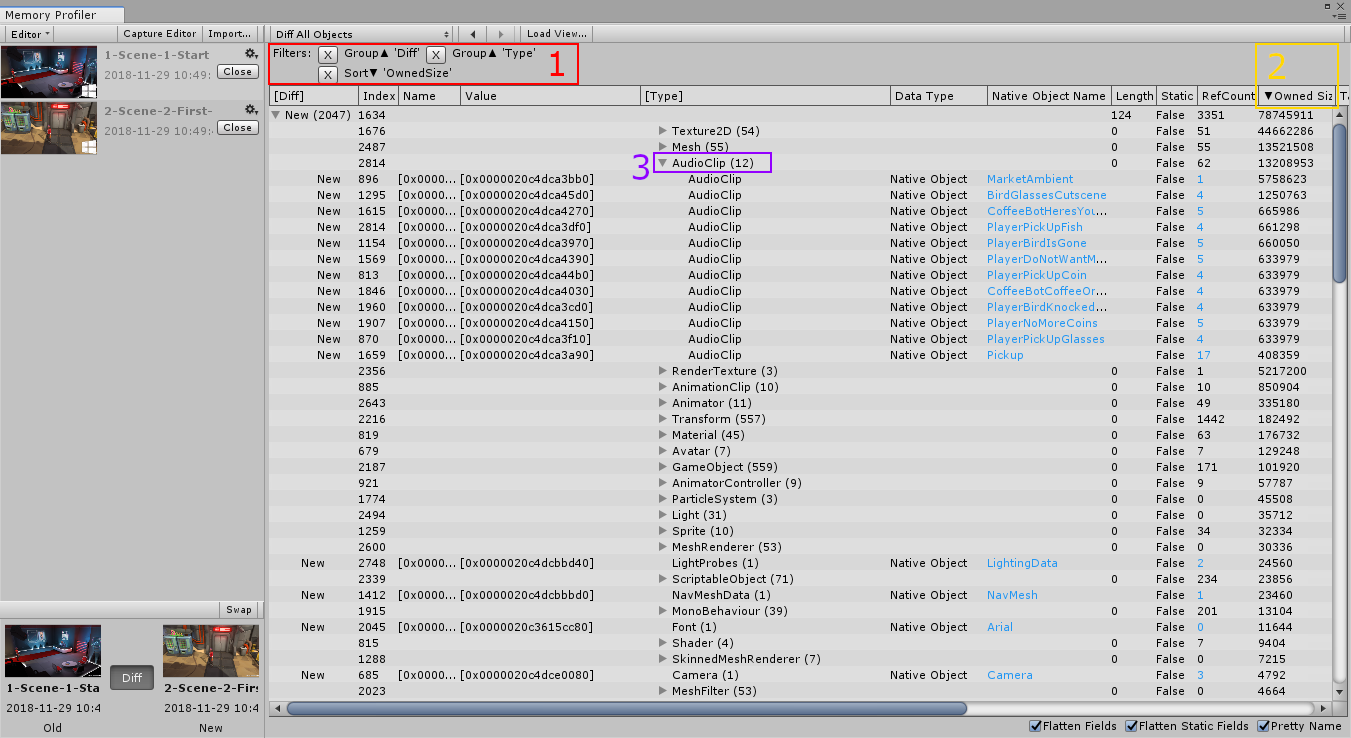 Memory Profiler
Editor Capture Editor Import... Diff All Objects Load View...
1-Scene-1-Start
2018-11-29 10:49: Close
2-Scene-2-First-
2018-11-29 10:49: Close
Filters: X Group▲ 'Diff' X Group▲ 'Type'
X Sort▼ 'OwnedSize'
1
2
[Diff] Index Name Value [Type] Data Type Native Object Name Length Static RefCount ▼Owned Siz T
New (2047) 1634 124 False 3351 78745911
1676 Texture2D (54) 0 False 51 44662286
2487 Mesh (55) 0 False 55 13521508
3
2814 AudioClip (12) 0 False 62 13208953
New 896 [0x0000... [0x0000020c4dca3bb0] AudioClip Native Object MarketAmbient 1 False 5758623
New 1295 [0x0000... [0x0000020c4dca45d0] AudioClip Native Object BirdGlassesCutscene False 4 1250763
New 1615 [0x0000... [0x0000020c4dca4270] AudioClip Native Object CoffeeBotHeresYou... False 5 665986
New 2814 [0x0000... [0x0000020c4dca3df0] AudioClip Native Object PlayerPickUpFish False 4 661298
New 1154 [0x0000... [0x0000020c4dca3970] AudioClip Native Object PlayerBirdIsGone False 5 660050
New 1569 [0x0000... [0x0000020c4dca4390] AudioClip Native Object PlayerDoNotWantM... False 5 633979
New 813 [0x0000... [0x0000020c4dca44b0] AudioClip Native Object PlayerPickUpCoin False 4 633979
New 1846 [0x0000... [0x0000020c4dca4030] AudioClip Native Object CoffeeBotCoffeeOr... False 4 633979
New 1960 [0x0000... [0x0000020c4dca3cd0] AudioClip Native Object PlayerBirdKnocked... False 4 633979
New 1907 [0x0000... [0x0000020c4dca4150] AudioClip Native Object PlayerNoMoreCoins False 5 633979
New 870 [0x0000... [0x0000020c4dca3f10] AudioClip Native Object PlayerPickUpGlasses False 4 633979
New 1659 [0x0000... [0x0000020c4dca3a90] AudioClip Native Object Pickup False 17 408359
2356 RenderTexture (3) 0 False 1 5217200
885 AnimationClip (10) 0 False 10 850904
2643 Animator (11) 0 False 49 335180
2216 Transform (557) 0 False 1442 182492
819 Material (45) 0 False 63 176732
679 Avatar (7) 0 False 7 129248
2187 GameObject (559) 0 False 171 101920
921 AnimatorController (9) 0 False 9 57787
1774 ParticleSystem (3) 0 False 0 45508
2494 Light (31) 0 False 0 35712
1259 Sprite (10) 0 False 34 32334
2600 MeshRenderer (53) 0 False 0 30336
New 2748 [0x0000... [0x0000020c4dcbbd40] LightProbes (1) Native Object LightingData False 2 24560
2339 ScriptableObject (71) 0 False 234 23856
New 1412 [0x0000... [0x0000020c4dcbbbd0] NavMeshData (1) Native Object NavMesh False 1 23460
1915 MonoBehaviour (39) 0 False 201 13104
New 2045 [0x0000... [0x0000020c3615cc80] Font (1) Native Object Arial False 0 11644
815 Shader (4) 0 False 7 9404
1288 SkinnedMeshRenderer (7) 0 False 0 7215
New 685 [0x0000... [0x0000020c4dce0080] Camera (1) Native Object Camera False 3 4792
2023 MeshFilter (53) 0 False 0 4664
Swap
Diff
1-Scene-1-Sta 2-Scene-2-Firs
2018-11-29 10:4 2018-11-29 10:4
Old New
Flatten Fields Flatten Static Fields Pretty Name